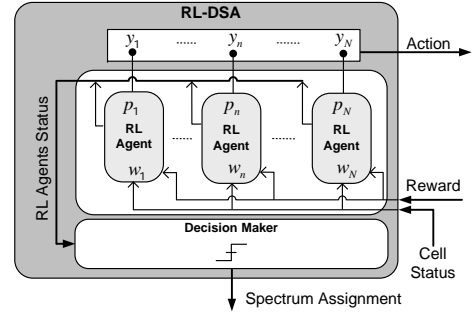 RL-DSA
y1 ...... yn ...... yN
Action
p1 pn pN
RL Agent RL Agent RL Agent
...... ......
w1 wn wN
RL Agents Status
Reward
Cell Status
Decision Maker
Spectrum Assignment